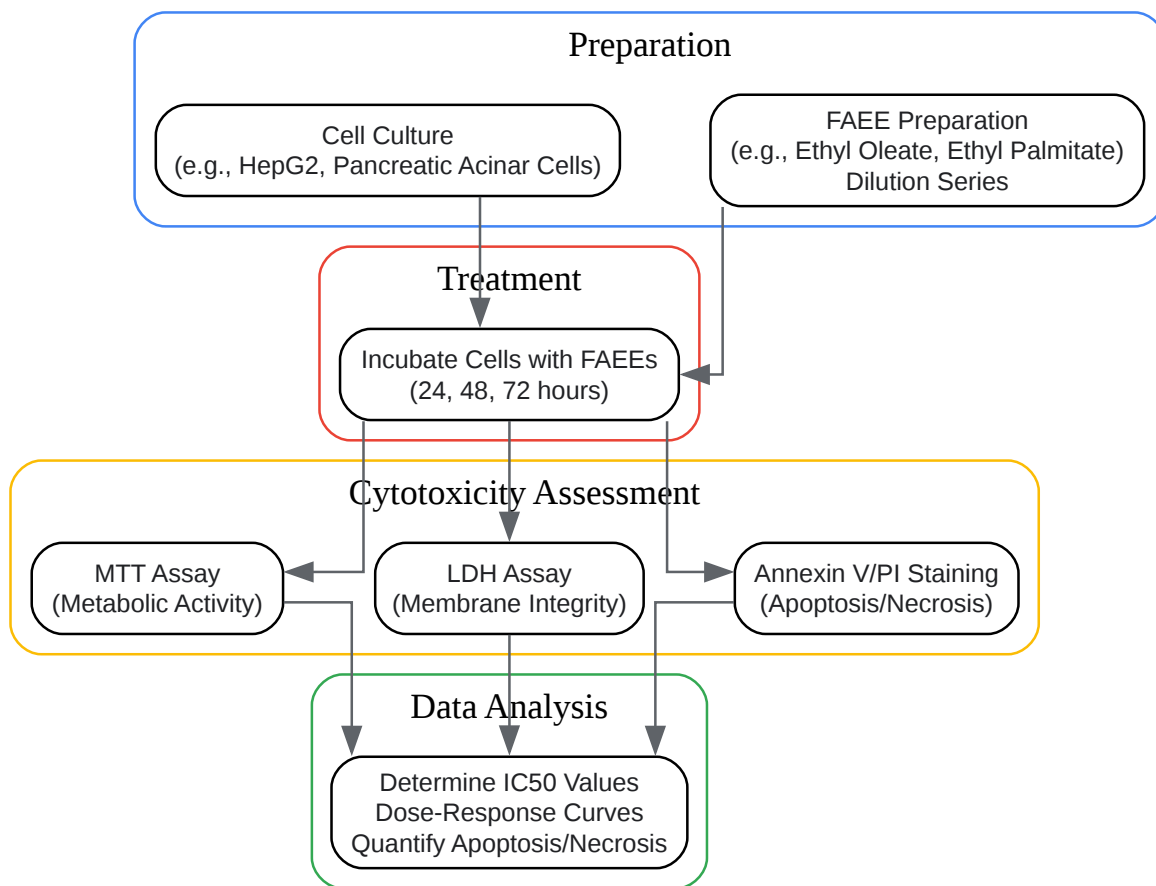 Preparation
Cell Culture
(e.g., HepG2, Pancreatic Acinar Cells)
FAEE Preparation
(e.g., Ethyl Oleate, Ethyl Palmitate)
Dilution Series
Treatment
Incubate Cells with FAEEs
(24, 48, 72 hours)
Cytotoxicity Assessment
MTT Assay
(Metabolic Activity)
LDH Assay
(Membrane Integrity)
Annexin V/PI Staining
(Apoptosis/Necrosis)
Data Analysis
Determine IC50 Values
Dose-Response Curves
Quantify Apoptosis/Necrosis